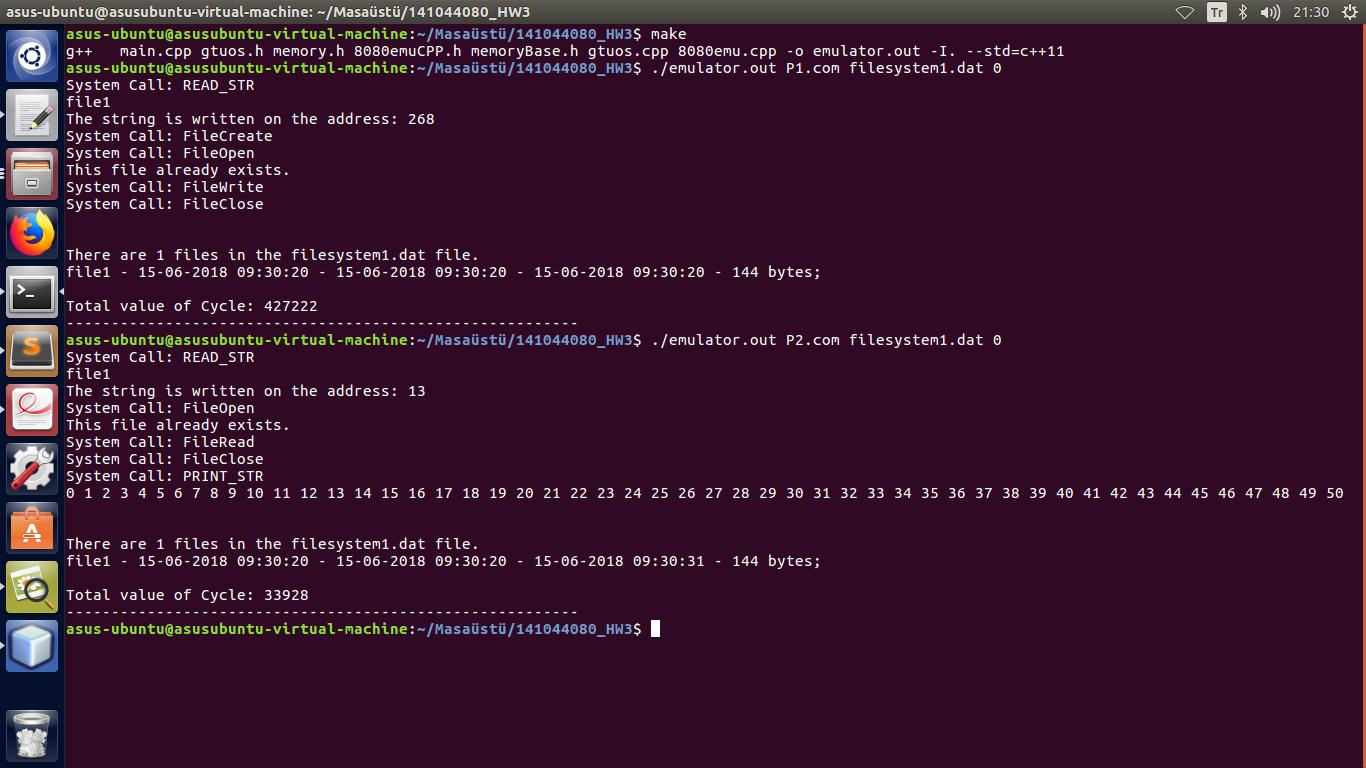 asus-ubuntu@asusubuntu-virtual-machine: ~/Masaüstü/141044080_HW3
Tr
21:30
asus-ubuntu@asusubuntu-virtual-machine:~/Masaüstü/141044080_HW3$ make
g++   main.cpp gtuos.h memory.h 8080emuCPP.h memoryBase.h gtuos.cpp 8080emu.cpp -o emulator.out -I. --std=c++11
asus-ubuntu@asusubuntu-virtual-machine:~/Masaüstü/141044080_HW3$ ./emulator.out P1.com filesystem1.dat 0
System Call: READ_STR
file1
The string is written on the address: 268
System Call: FileCreate
System Call: FileOpen
This file already exists.
System Call: FileWrite
System Call: FileClose
There are 1 files in the filesystem1.dat file.
file1 - 15-06-2018 09:30:20 - 15-06-2018 09:30:20 - 15-06-2018 09:30:20 - 144 bytes;
Total value of Cycle: 427222
---------------------------------------------------------
asus-ubuntu@asusubuntu-virtual-machine:~/Masaüstü/141044080_HW3$ ./emulator.out P2.com filesystem1.dat 0
System Call: READ_STR
file1
The string is written on the address: 13
System Call: FileOpen
This file already exists.
System Call: FileRead
System Call: FileClose
System Call: PRINT_STR
0 1 2 3 4 5 6 7 8 9 10 11 12 13 14 15 16 17 18 19 20 21 22 23 24 25 26 27 28 29 30 31 32 33 34 35 36 37 38 39 40 41 42 43 44 45 46 47 48 49 50
There are 1 files in the filesystem1.dat file.
file1 - 15-06-2018 09:30:20 - 15-06-2018 09:30:20 - 15-06-2018 09:30:31 - 144 bytes;
Total value of Cycle: 33928
---------------------------------------------------------
asus-ubuntu@asusubuntu-virtual-machine:~/Masaüstü/141044080_HW3$